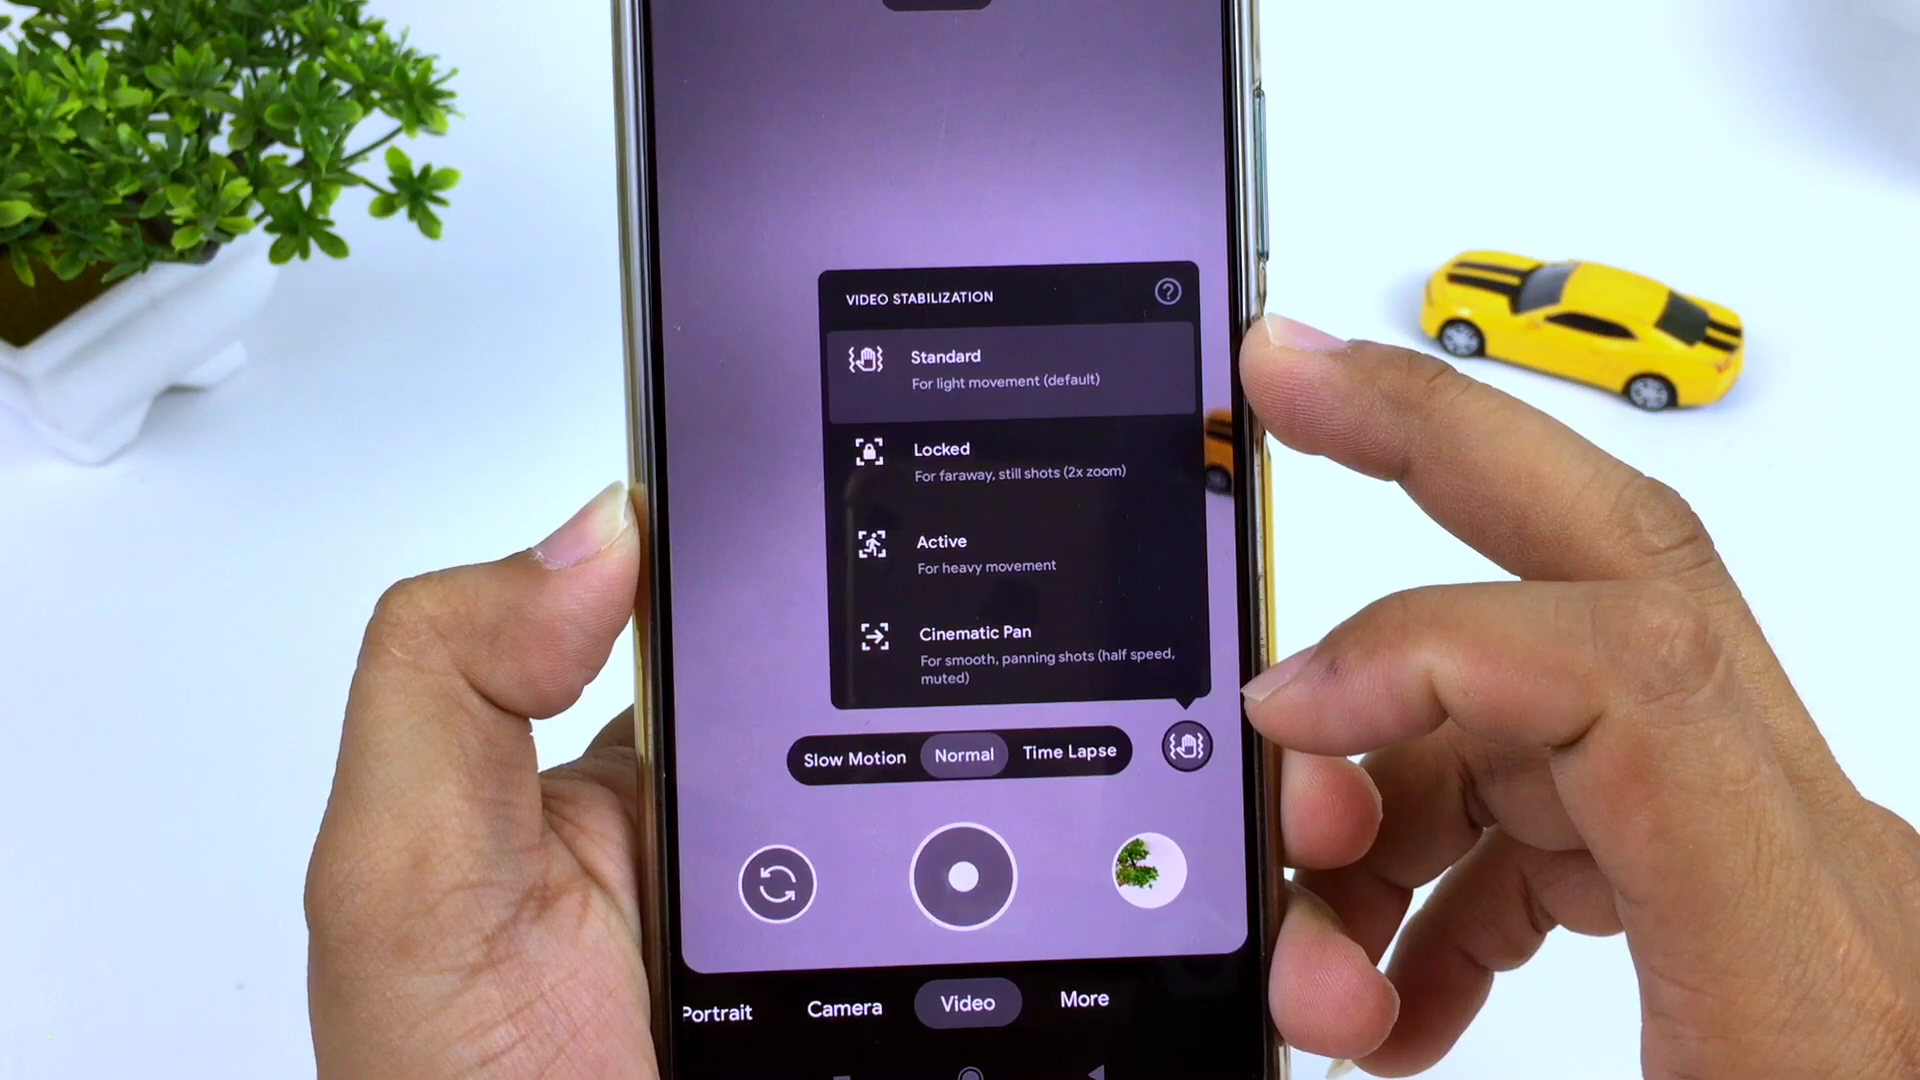 VIDEO STABILIZATION
Standard
For light movement (default)
Locked
For faraway, still shots (2x zoom)
Active
For heavy movement
Cinematic Pan
For smooth, panning shots (half speed,
muted)
Slow Motion Normal Time Lapse
Portrait Camera Video More